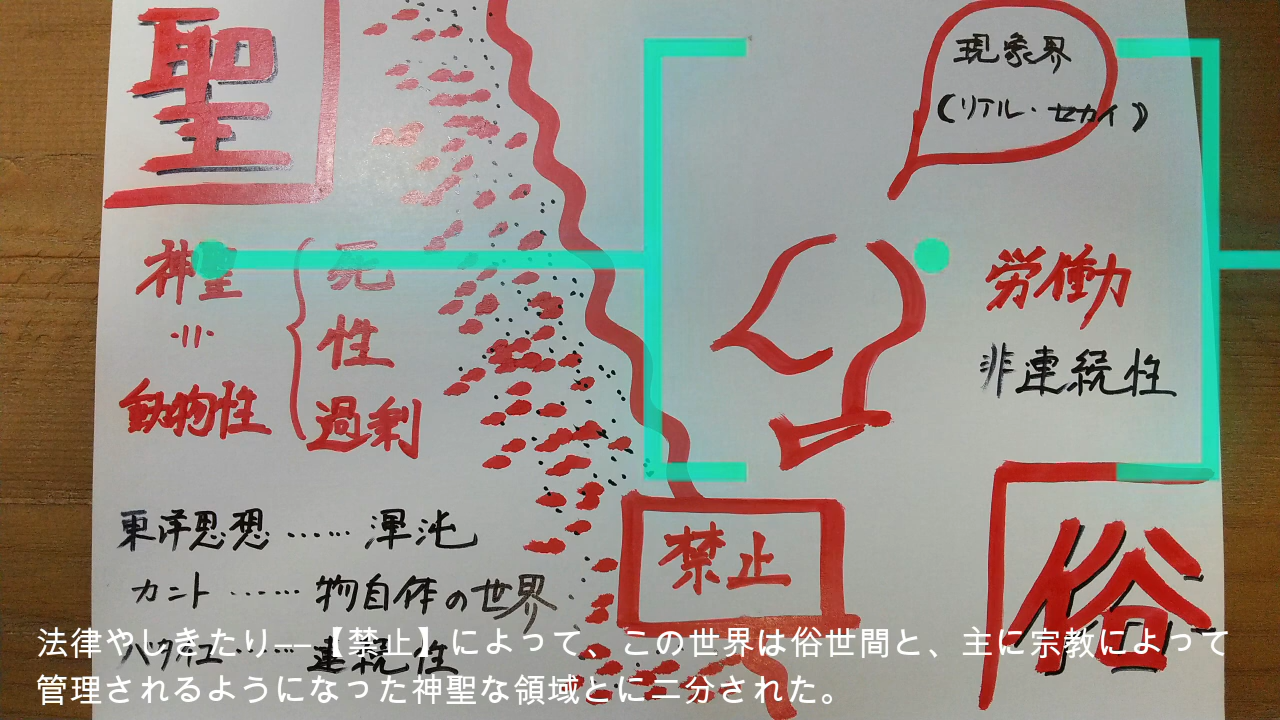 聖
神聖
=
動物性
死
性
過剰
現象界
(リアル・セカイ)
労働
非連続性
東洋思想……渾沌
カント……物自体の世界
バタイユ……連続性
禁止
俗
法律やしきたり――【禁止】によって、この世界は俗世間と、主に宗教によって
管理されるようになった神聖な領域とに二分された。